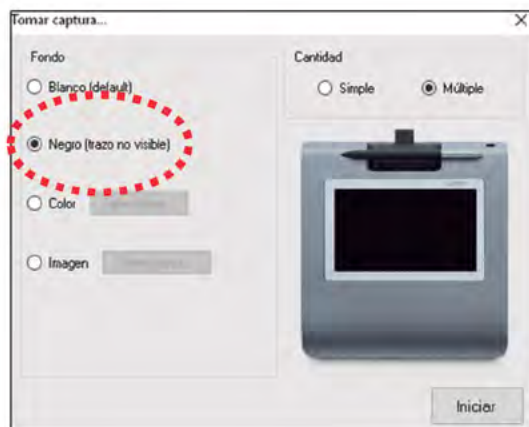 Tomar captura...
Fondo
Blanco (default)
Negro (trazo no visible)
Color
Imagen
Cantidad
Simple
Múltiple
Iniciar